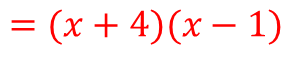 = (x + 4)(x − 1)